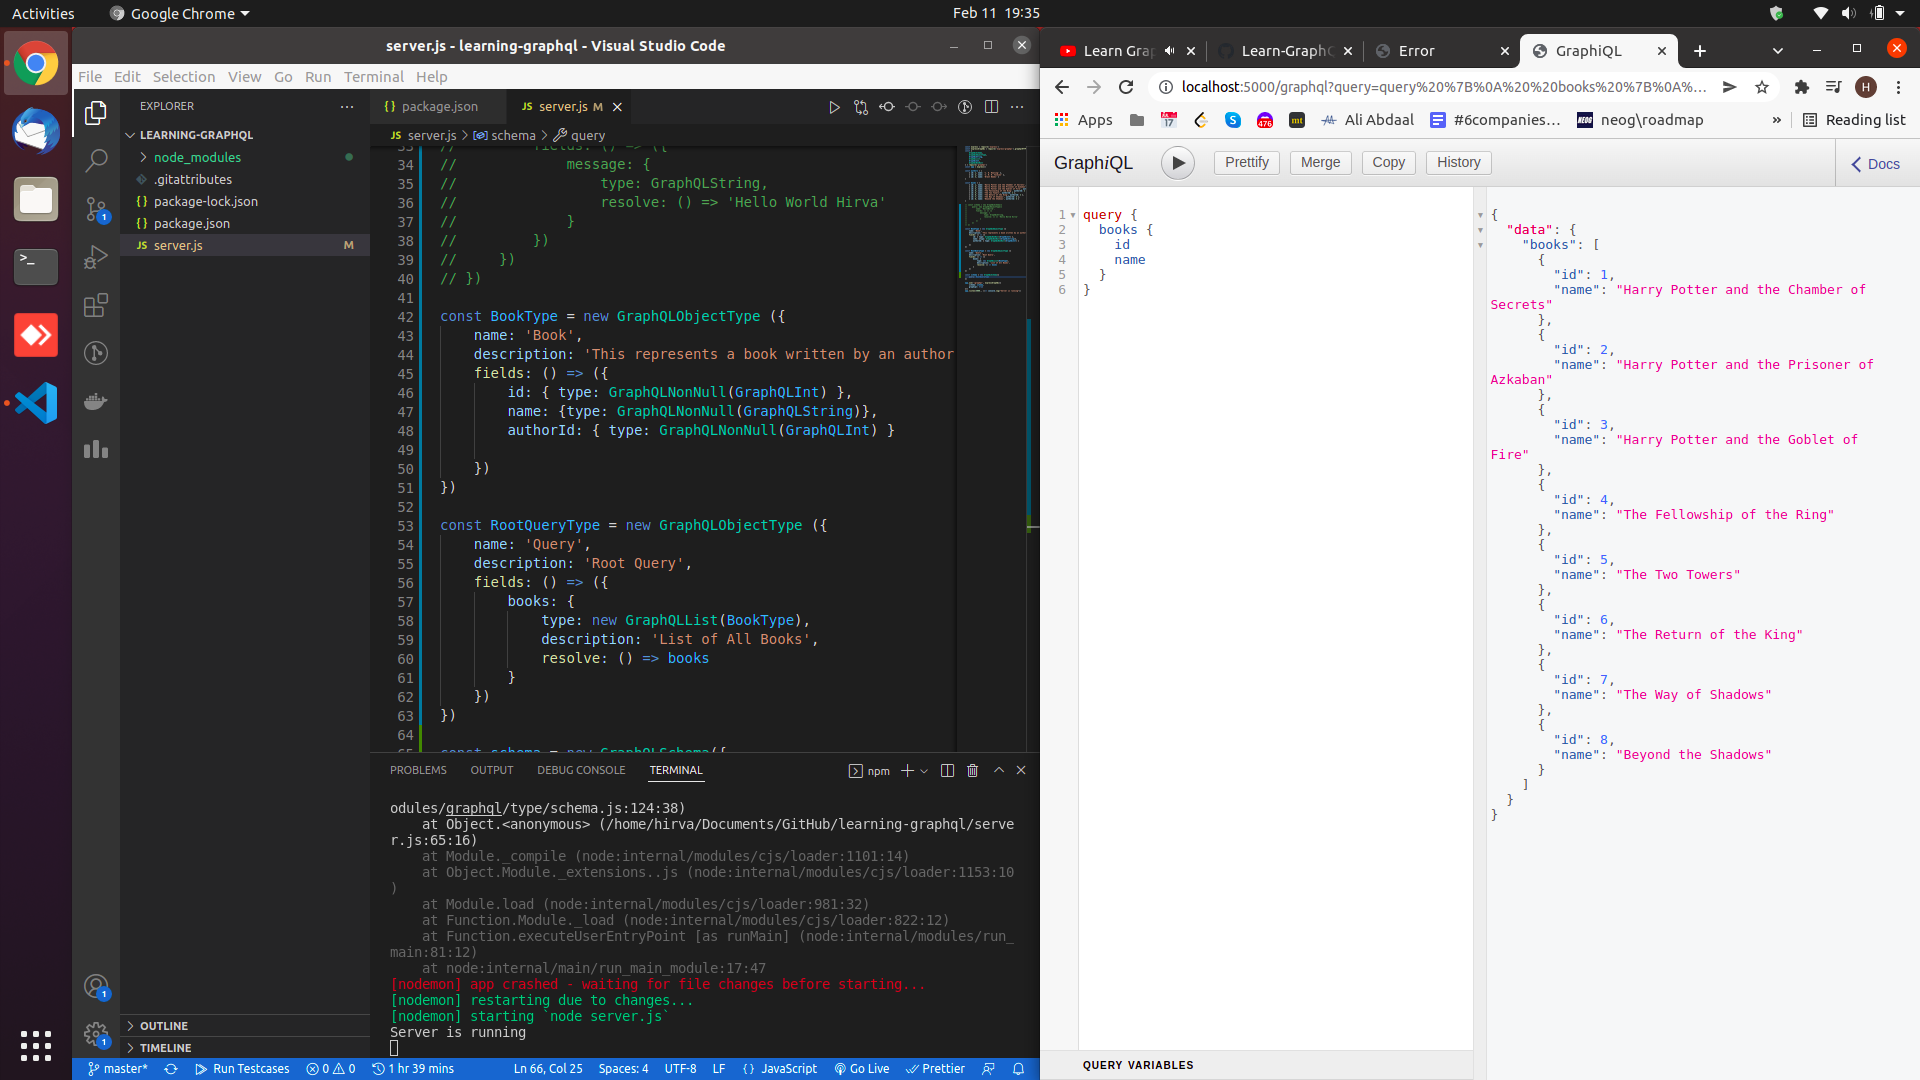 Activities
Google Chrome
Feb 11 19:35
server.js - learning-graphql - Visual Studio Code
File Edit Selection View Go Run Terminal Help
EXPLORER
LEARNING-GRAPHQL
node_modules
.gitattributes
package-lock.json
package.json
JS server.js M
OUTLINE
TIMELINE
package.json
JS server.js M
JS server.js > schema > query
33 // fields: () => ({
34 // message: {
35 // type: GraphQLString,
36 // resolve: () => 'Hello World Hirva'
37 // }
38 // })
39 // })
40 // })
41
42 const BookType = new GraphQLObjectType ({
43 name: 'Book',
44 description: 'This represents a book written by an author
45 fields: () => ({
46 id: { type: GraphQLNonNull(GraphQLInt) },
47 name: {type: GraphQLNonNull(GraphQLString)},
48 authorId: { type: GraphQLNonNull(GraphQLInt) }
49
50 })
51 })
52
53 const RootQueryType = new GraphQLObjectType ({
54 name: 'Query',
55 description: 'Root Query',
56 fields: () => ({
57 books: {
58 type: new GraphQLList(BookType),
59 description: 'List of All Books',
60 resolve: () => books
61 }
62 })
63 })
64
65 const schema = new GraphQLSchema({
PROBLEMS OUTPUT DEBUG CONSOLE TERMINAL
npm
odules/graphql/type/schema.js:124:38)
at Object.<anonymous> (/home/hirva/Documents/GitHub/learning-graphql/serve
r.js:65:16)
at Module._compile (node:internal/modules/cjs/loader:1101:14)
at Object.Module._extensions..js (node:internal/modules/cjs/loader:1153:10
)
at Module.load (node:internal/modules/cjs/loader:981:32)
at Function.Module._load (node:internal/modules/cjs/loader:822:12)
at Function.executeUserEntryPoint [as runMain] (node:internal/modules/run_
main:81:12)
at node:internal/main/run_main_module:17:47
[nodemon] app crashed - waiting for file changes before starting...
[nodemon] restarting due to changes...
[nodemon] starting `node server.js`
Server is running
master* Run Testcases 0 0 1 hr 39 mins Ln 66, Col 25 Spaces: 4 UTF-8 LF {} JavaScript Go Live Prettier
Learn Grap
Learn-GraphQ
Error
GraphiQL
localhost:5000/graphql?query=query%20%7B%0A%20%20books%20%7B%0A%...
H
Apps
17
476
mt
Ali Abdaal
#6companies...
NEOG
neog\roadmap
»
Reading list
GraphiQL
Prettify Merge Copy History
Docs
1 query {
2 books {
3 id
4 name
5 }
6 }
QUERY VARIABLES
{
"data": {
"books": [
{
"id": 1,
"name": "Harry Potter and the Chamber of
Secrets"
},
{
"id": 2,
"name": "Harry Potter and the Prisoner of
Azkaban"
},
{
"id": 3,
"name": "Harry Potter and the Goblet of
Fire"
},
{
"id": 4,
"name": "The Fellowship of the Ring"
},
{
"id": 5,
"name": "The Two Towers"
},
{
"id": 6,
"name": "The Return of the King"
},
{
"id": 7,
"name": "The Way of Shadows"
},
{
"id": 8,
"name": "Beyond the Shadows"
}
]
}
}